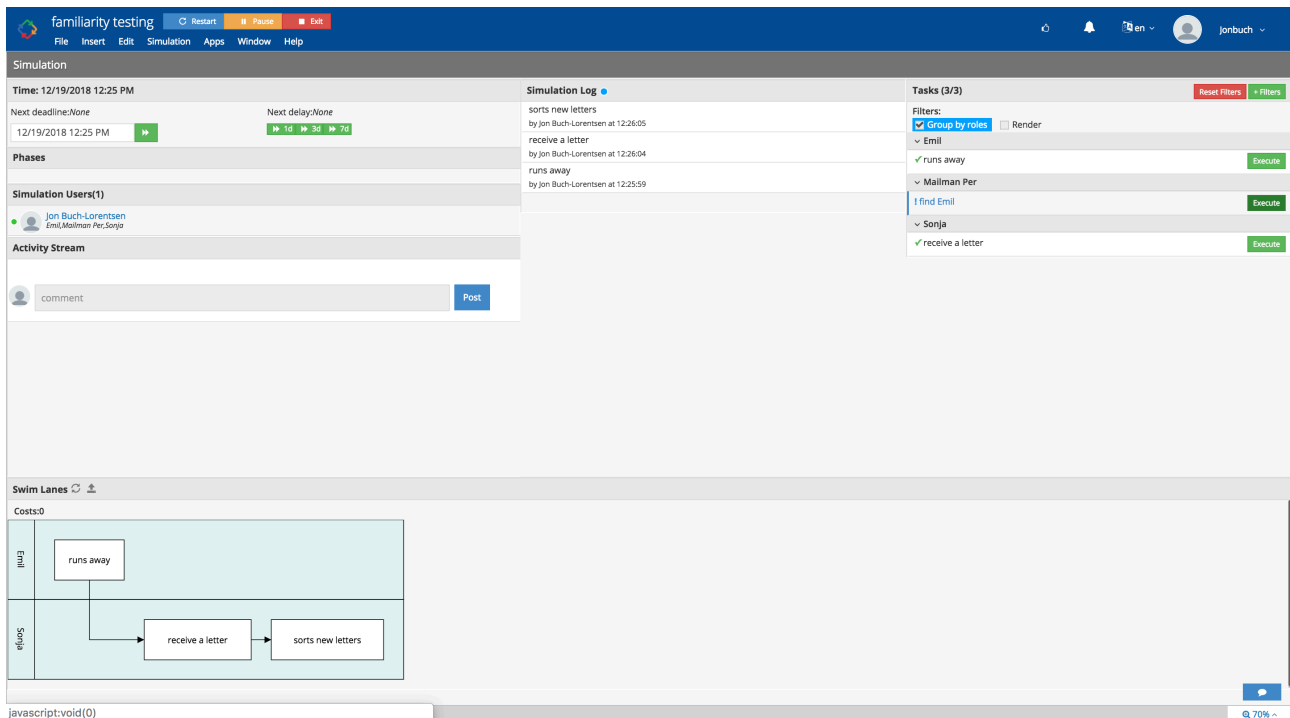 familiarity testing Restart Pause Exit
File Insert Edit Simulation Apps Window Help
en Jonbuch
Simulation
Time: 12/19/2018 12:25 PM
Next deadline:None Next delay:None
12/19/2018 12:25 PM 1d 3d 7d
Phases
Simulation Users(1)
Jon Buch-Lorentsen
Emil,Mailman Per,Sonja
Activity Stream
comment Post
Simulation Log
sorts new letters
by Jon Buch-Lorentsen at 12:26:05
receive a letter
by Jon Buch-Lorentsen at 12:26:04
runs away
by Jon Buch-Lorentsen at 12:25:59
Tasks (3/3) Reset Filters + Filters
Filters:
Group by roles Render
Emil
runs away Execute
Mailman Per
! find Emil Execute
Sonja
receive a letter Execute
Swim Lanes
Costs:0
Emil
runs away
Sonja
receive a letter sorts new letters
javascript:void(0)
70%